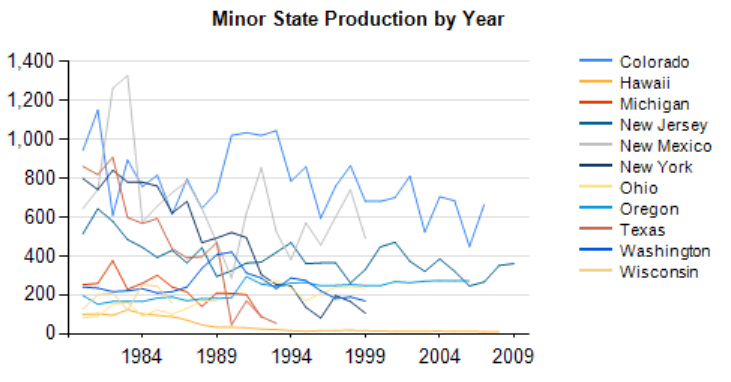 Minor State Production by Year
1,400
1,200
1,000
800
600
400
200
0
1984 1989 1994 1999 2004 2009
Colorado
Hawaii
Michigan
New Jersey
New Mexico
New York
Ohio
Oregon
Texas
Washington
Wisconsin